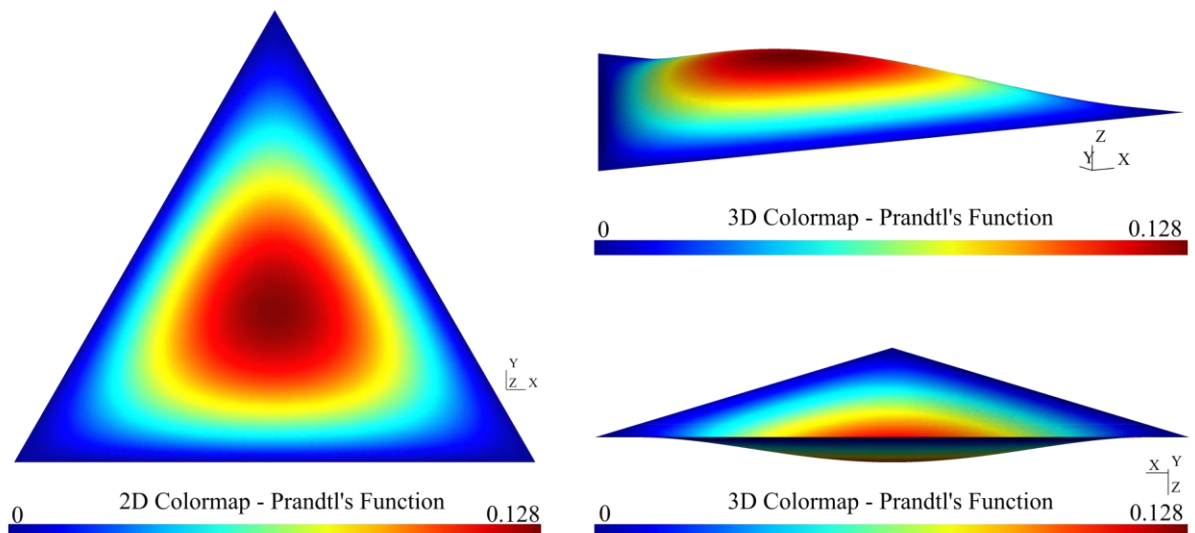 Y
Z X
2D Colormap - Prandtl's Function
0 0.128
Z
Y X
3D Colormap - Prandtl's Function
0 0.128
X Y
Z
3D Colormap - Prandtl's Function
0 0.128